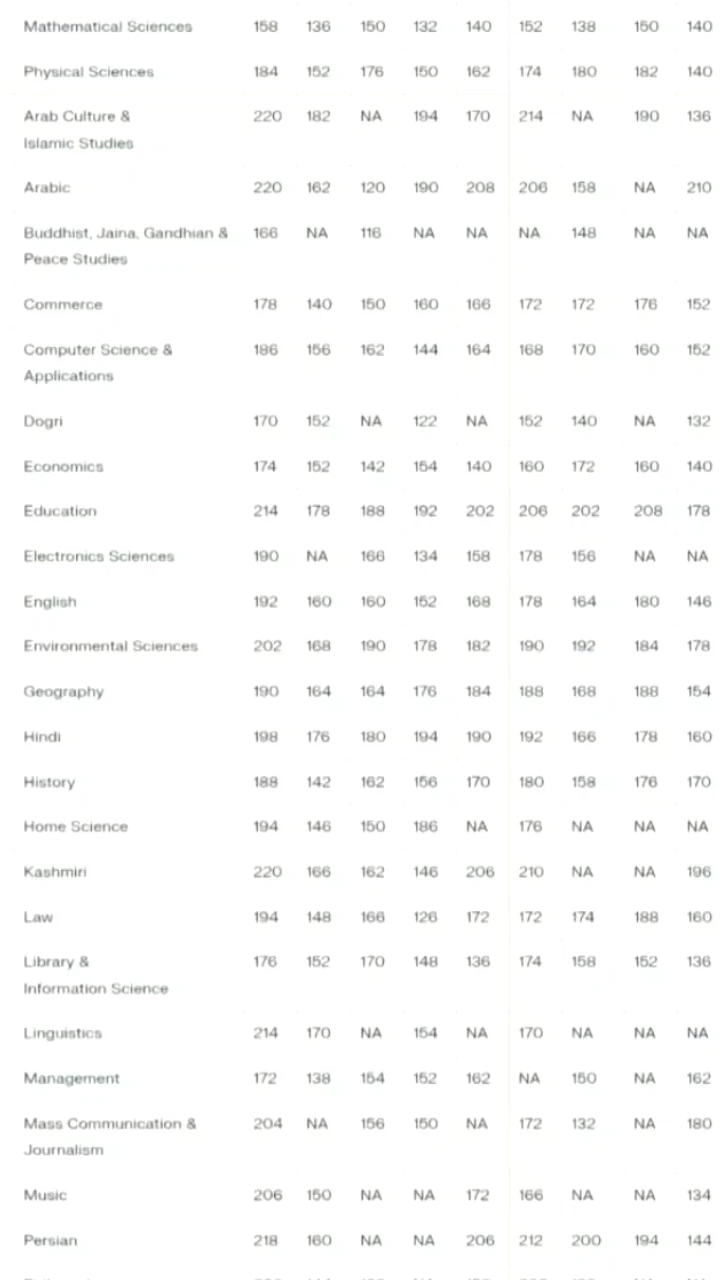 Mathematical Sciences 158 136 150 132 140 152 138 150 140
Physical Sciences 184 152 176 150 162 174 180 182 140
Arab Culture & 220 182 NA 194 170 214 NA 190 136
Islamic Studies
Arabic 220 162 120 190 208 206 158 NA 210
Buddhist, Jaina, Gandhian & 166 NA 116 NA NA NA 148 NA NA
Peace Studies
Commerce 178 140 150 160 166 172 172 176 152
Computer Science & 186 156 162 144 164 168 170 160 152
Applications
Dogri 170 152 NA 122 NA 152 140 NA 132
Economics 174 152 142 154 140 160 172 160 140
Education 214 178 188 192 202 206 202 208 178
Electronics Sciences 190 NA 166 134 158 178 156 NA NA
English 192 160 160 152 168 178 164 180 146
Environmental Sciences 202 168 190 178 182 190 192 184 178
Geography 190 164 164 176 184 188 168 188 154
Hindi 198 176 180 194 190 192 166 178 160
History 188 142 162 156 170 180 158 176 170
Home Science 194 146 150 186 NA 176 NA NA NA
Kashmiri 220 166 162 146 206 210 NA NA 196
Law 194 148 166 126 172 172 174 188 160
Library & 176 152 170 148 136 174 158 152 136
Information Science
Linguistics 214 170 NA 154 NA 170 NA NA NA
Management 172 138 154 152 162 NA 150 NA 162
Mass Communication & 204 NA 156 150 NA 172 132 NA 180
Journalism
Music 206 150 NA NA 172 166 NA NA 134
Persian 218 160 NA NA 206 212 200 194 144